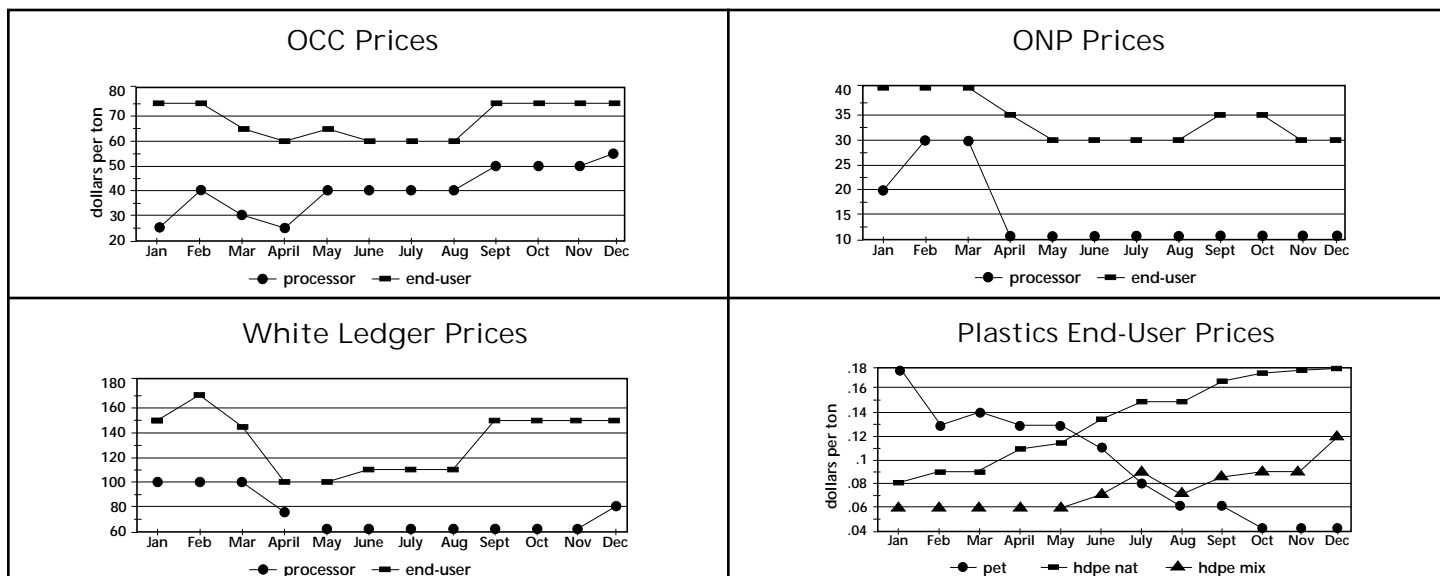 OCC Prices
dollars per ton
80
70
60
50
40
30
20
Jan Feb Mar April May June July Aug Sept Oct Nov Dec
processor end-user
ONP Prices
40
35
30
25
20
15
10
Jan Feb Mar April May June July Aug Sept Oct Nov Dec
processor end-user
White Ledger Prices
180
160
140
120
100
80
60
Jan Feb Mar April May June July Aug Sept Oct Nov Dec
processor end-user
Plastics End-User Prices
dollars per ton
.18
.16
.14
.12
.1
.08
.06
.04
Jan Feb Mar April May June July Aug Sept Oct Nov Dec
pet hdpe nat hdpe mix